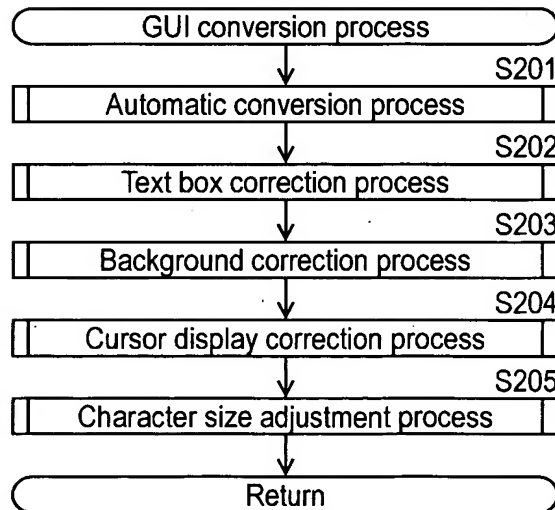 GUI conversion process
S201
Automatic conversion process
S202
Text box correction process
S203
Background correction process
S204
Cursor display correction process
S205
Character size adjustment process
Return